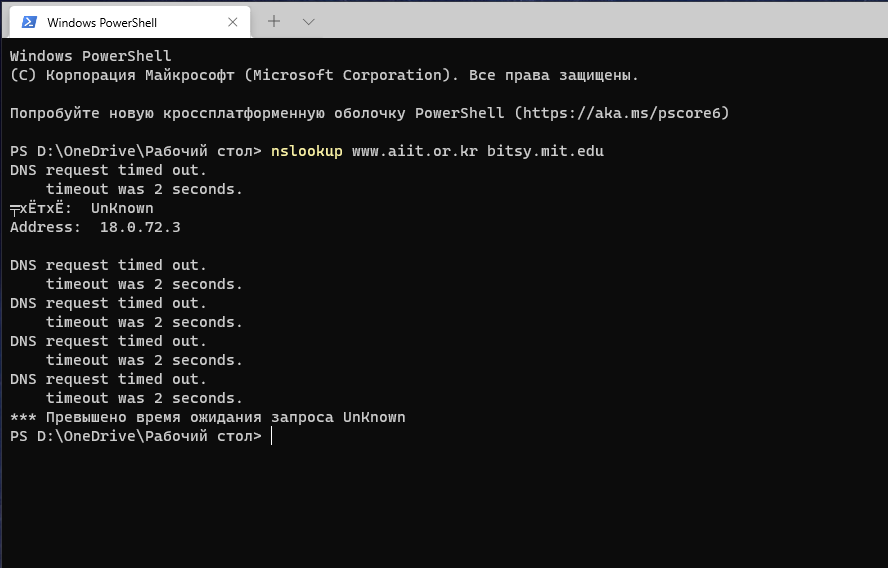 Windows PowerShell
Windows PowerShell
(C) Корпорация Майкрософт (Microsoft Corporation). Все права защищены.
Попробуйте новую кроссплатформенную оболочку PowerShell (https://aka.ms/pscore6)
PS D:\OneDrive\Рабочий стол> nslookup www.aiit.or.kr bitsy.mit.edu
DNS request timed out.
    timeout was 2 seconds.
╤хЁтхЁ:  UnKnown
Address:  18.0.72.3
DNS request timed out.
    timeout was 2 seconds.
DNS request timed out.
    timeout was 2 seconds.
DNS request timed out.
    timeout was 2 seconds.
DNS request timed out.
    timeout was 2 seconds.
*** Превышено время ожидания запроса UnKnown
PS D:\OneDrive\Рабочий стол>